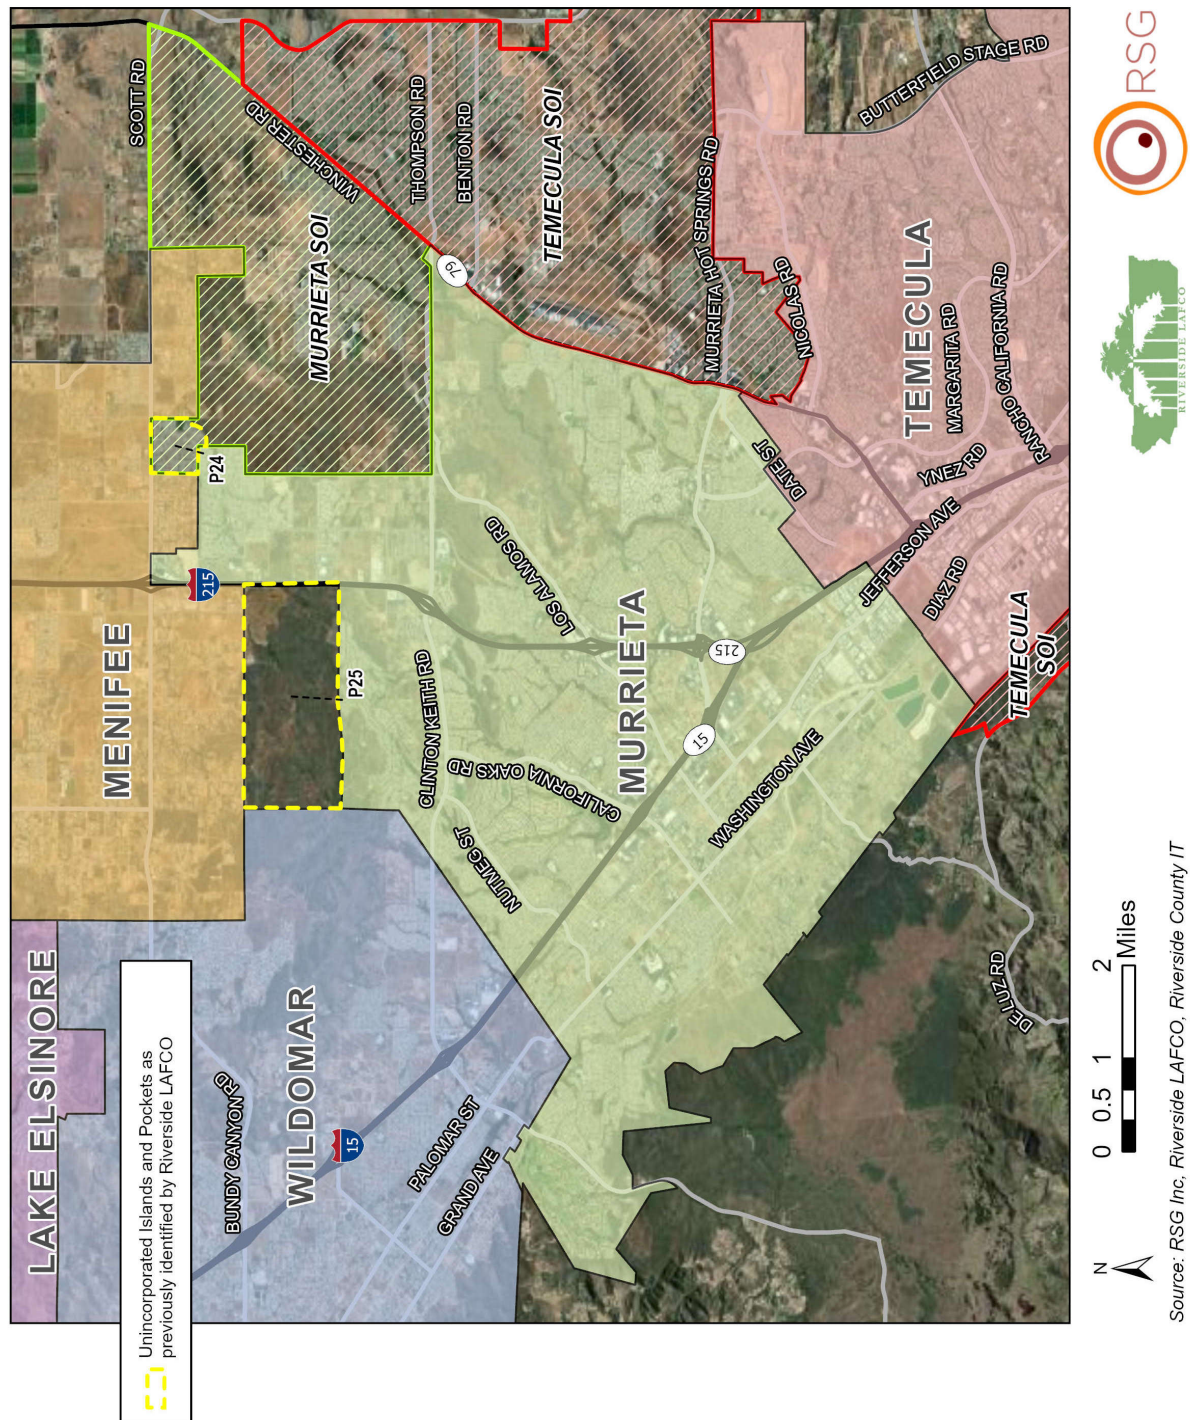 LAKE ELSINORE
MENIFEE
SCOTT RD
Unincorporated Islands and Pockets as
previously identified by Riverside LAFCO
215
P24
WINCHESTER RD
MURRIETA SOI
BUNDY CANYON RD
WILDOMAR
15
P25
THOMPSON RD
BENTON RD
CLINTON KEITH RD
79
PALOMAR ST
GRAND AVE
NUTMEG ST
CALIFORNIA OAKS RD
LOS ALAMOS RD
TEMECULA SOI
MURRIETA
15
215
MURRIETA HOT SPRINGS RD
WASHINGTON AVE
DATE ST
NICOLAS RD
JEFFERSON AVE
YNEZ RD
TEMECULA
MARGARITA RD
BUTTERFIELD STAGE RD
DIAZ RD
RANCHO CALIFORNIA RD
DE LUZ RD
TEMECULA
SOI
N
0 0.5 1 2
Miles
Source: RSG Inc, Riverside LAFCO, Riverside County IT
RIVERSIDE LAFCO
RSG